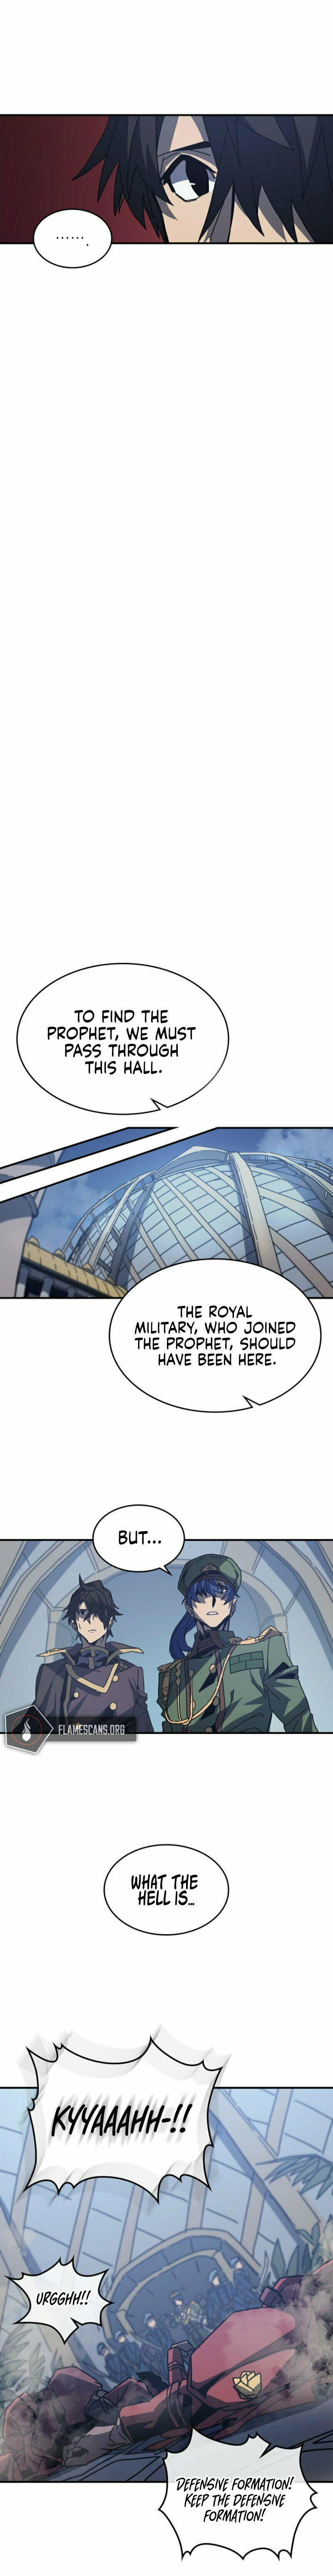 .......
TO FIND THE
PROPHET, WE MUST
PASS THROUGH
THIS HALL.
THE ROYAL
MILITARY, WHO JOINED
THE PROPHET, SHOULD
HAVE BEEN HERE.
BUT...
FLAMESCANS.ORG
WHAT THE
HELL IS...
KYYAAAHH-!!
URGGHH!!
DEFENSIVE FORMATION!
KEEP THE DEFENSIVE
FORMATION!